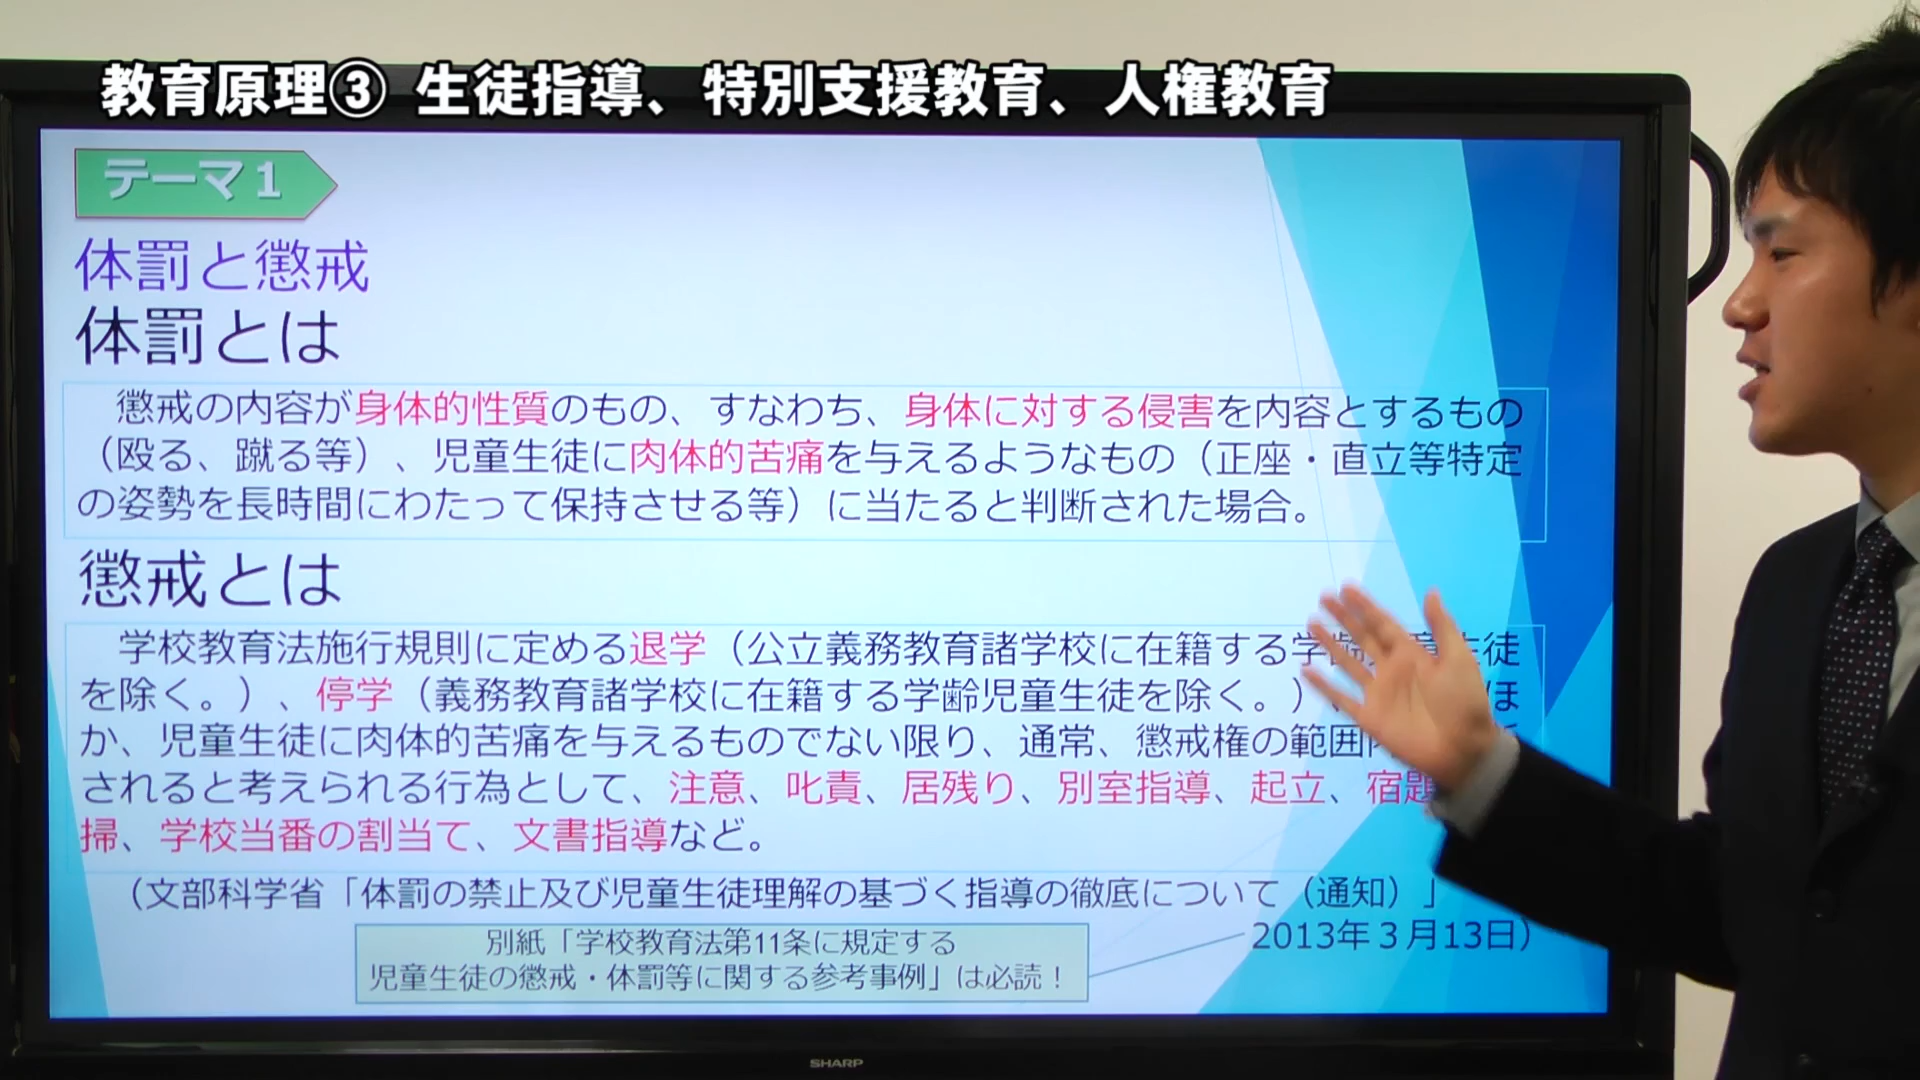 教育原理③ 生徒指導、特別支援教育、人権教育
テーマ1
体罰と懲戒
体罰とは
懲戒の内容が身体的性質のもの、すなわち、身体に対する侵害を内容とするもの
（殴る、蹴る等）、児童生徒に肉体的苦痛を与えるようなもの（正座・直立等特定
の姿勢を長時間にわたって保持させる等）に当たると判断された場合。
懲戒とは
学校教育法施行規則に定める退学（公立義務教育諸学校に在籍する学齢 生徒
を除く。）、停学（義務教育諸学校に在籍する学齢児童生徒を除く。）、 ほ
か、児童生徒に肉体的苦痛を与えるものでない限り、通常、懲戒権の範囲
されると考えられる行為として、注意、叱責、居残り、別室指導、起立、宿題
掃、学校当番の割当て、文書指導など。
（文部科学省「体罰の禁止及び児童生徒理解の基づく指導の徹底について（通知）」
2013年３月13日）
別紙「学校教育法第11条に規定する
児童生徒の懲戒・体罰等に関する参考事例」は必読！
SHARP